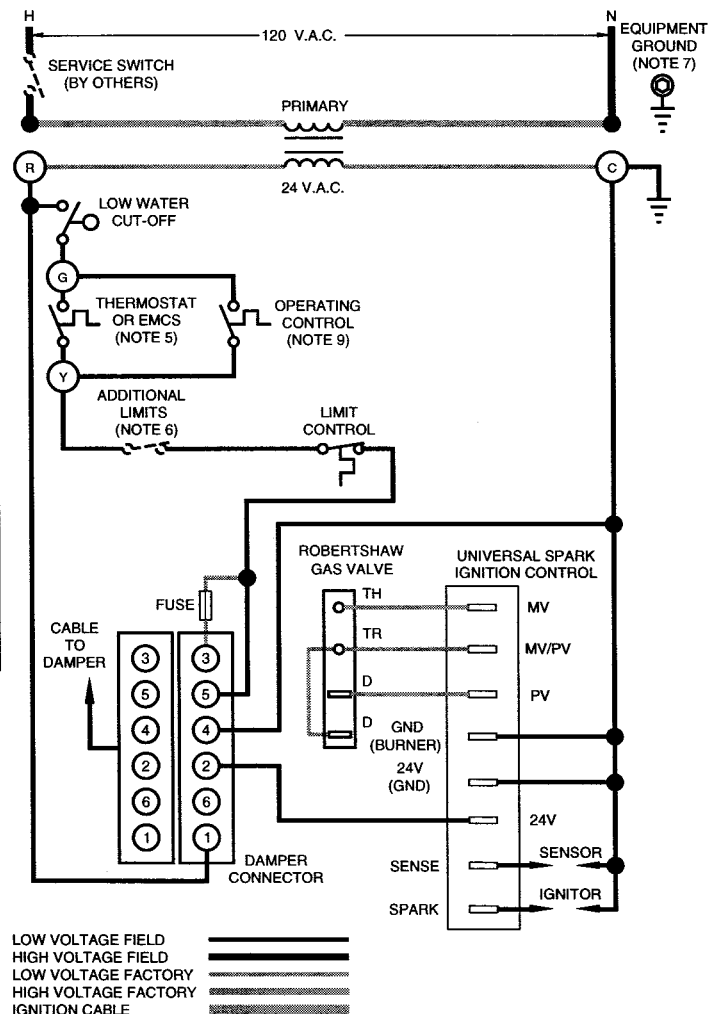 H
N
120 V.A.C.
EQUIPMENT
GROUND
(NOTE 7)
SERVICE SWITCH
(BY OTHERS)
PRIMARY
R
C
24 V.A.C.
LOW WATER
CUT-OFF
G
THERMOSTAT
OR EMCS
(NOTE 5)
OPERATING
CONTROL
(NOTE 9)
Y
ADDITIONAL
LIMITS
(NOTE 6)
LIMIT
CONTROL
ROBERTSHAW
GAS VALVE
UNIVERSAL SPARK
IGNITION CONTROL
FUSE
TH
MV
CABLE
TO
DAMPER
TR
MV/PV
3
3
D
PV
5
5
D
GND
(BURNER)
4
4
24V
(GND)
2
2
24V
6
6
1
1
SENSE
SENSOR
DAMPER
CONNECTOR
SPARK
IGNITOR
LOW VOLTAGE FIELD
HIGH VOLTAGE FIELD
LOW VOLTAGE FACTORY
HIGH VOLTAGE FACTORY
IGNITION CABLE